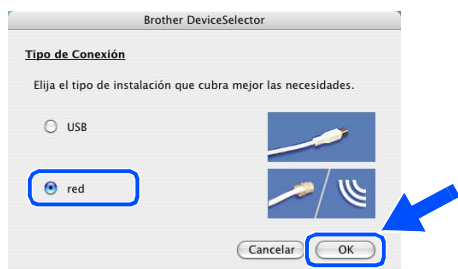 Brother DeviceSelector
Tipo de Conexión
Elija el tipo de instalación que cubra mejor las necesidades.
USB
red
Cancelar OK